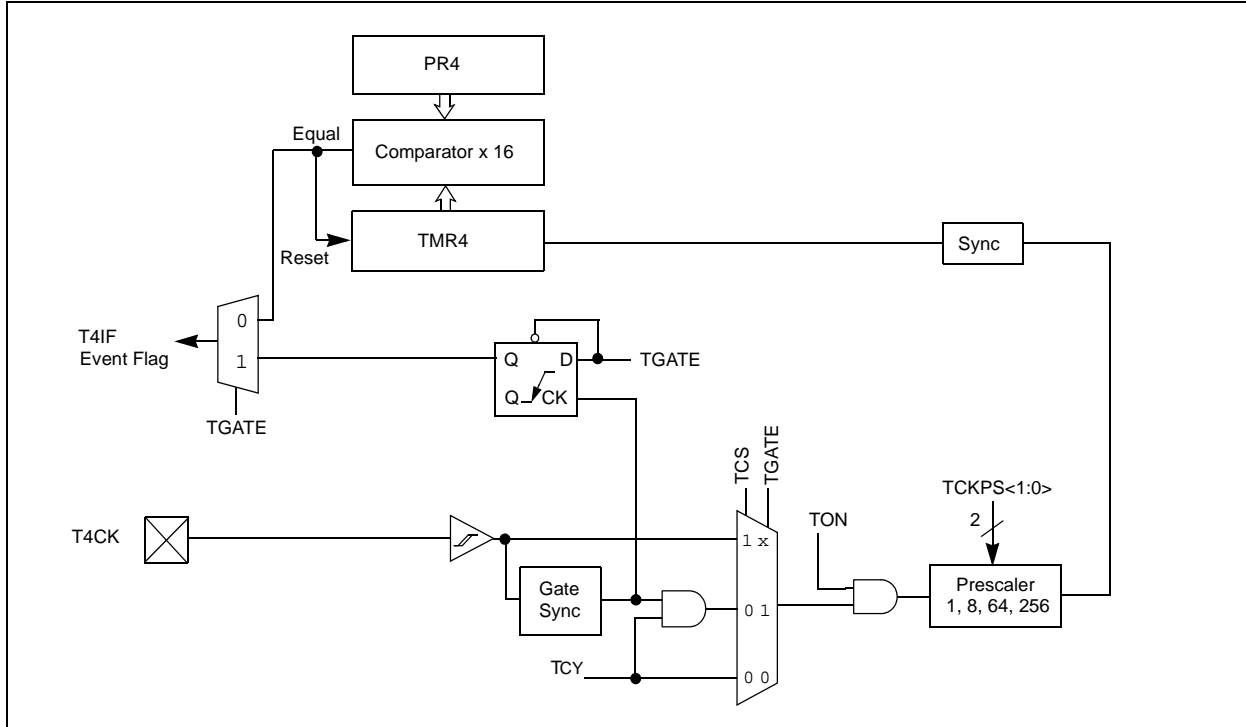 PR4
Equal
Comparator x 16
TMR4
Reset
Sync
0
T4IF
Event Flag
1
TGATE
Q
D
TGATE
Q
CK
TCS
TGATE
TCKPS<1:0>
2
TON
T4CK
1 x
Gate
Sync
0 1
Prescaler
1, 8, 64, 256
TCY
0 0